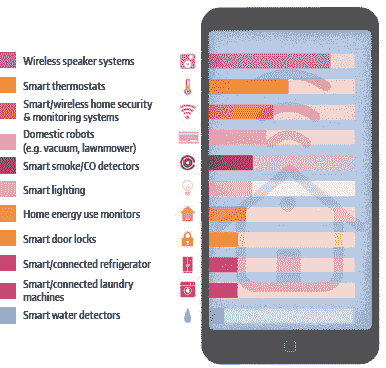 Wireless speaker systems
Smart thermostats
Smart/wireless home security
& monitoring systems
Domestic robots
(e.g. vacuum, lawnmower)
Smart smoke/CO detectors
Smart lighting
Home energy use monitors
Smart door locks
Smart/connected refrigerator
Smart/connected laundry
machines
Smart water detectors